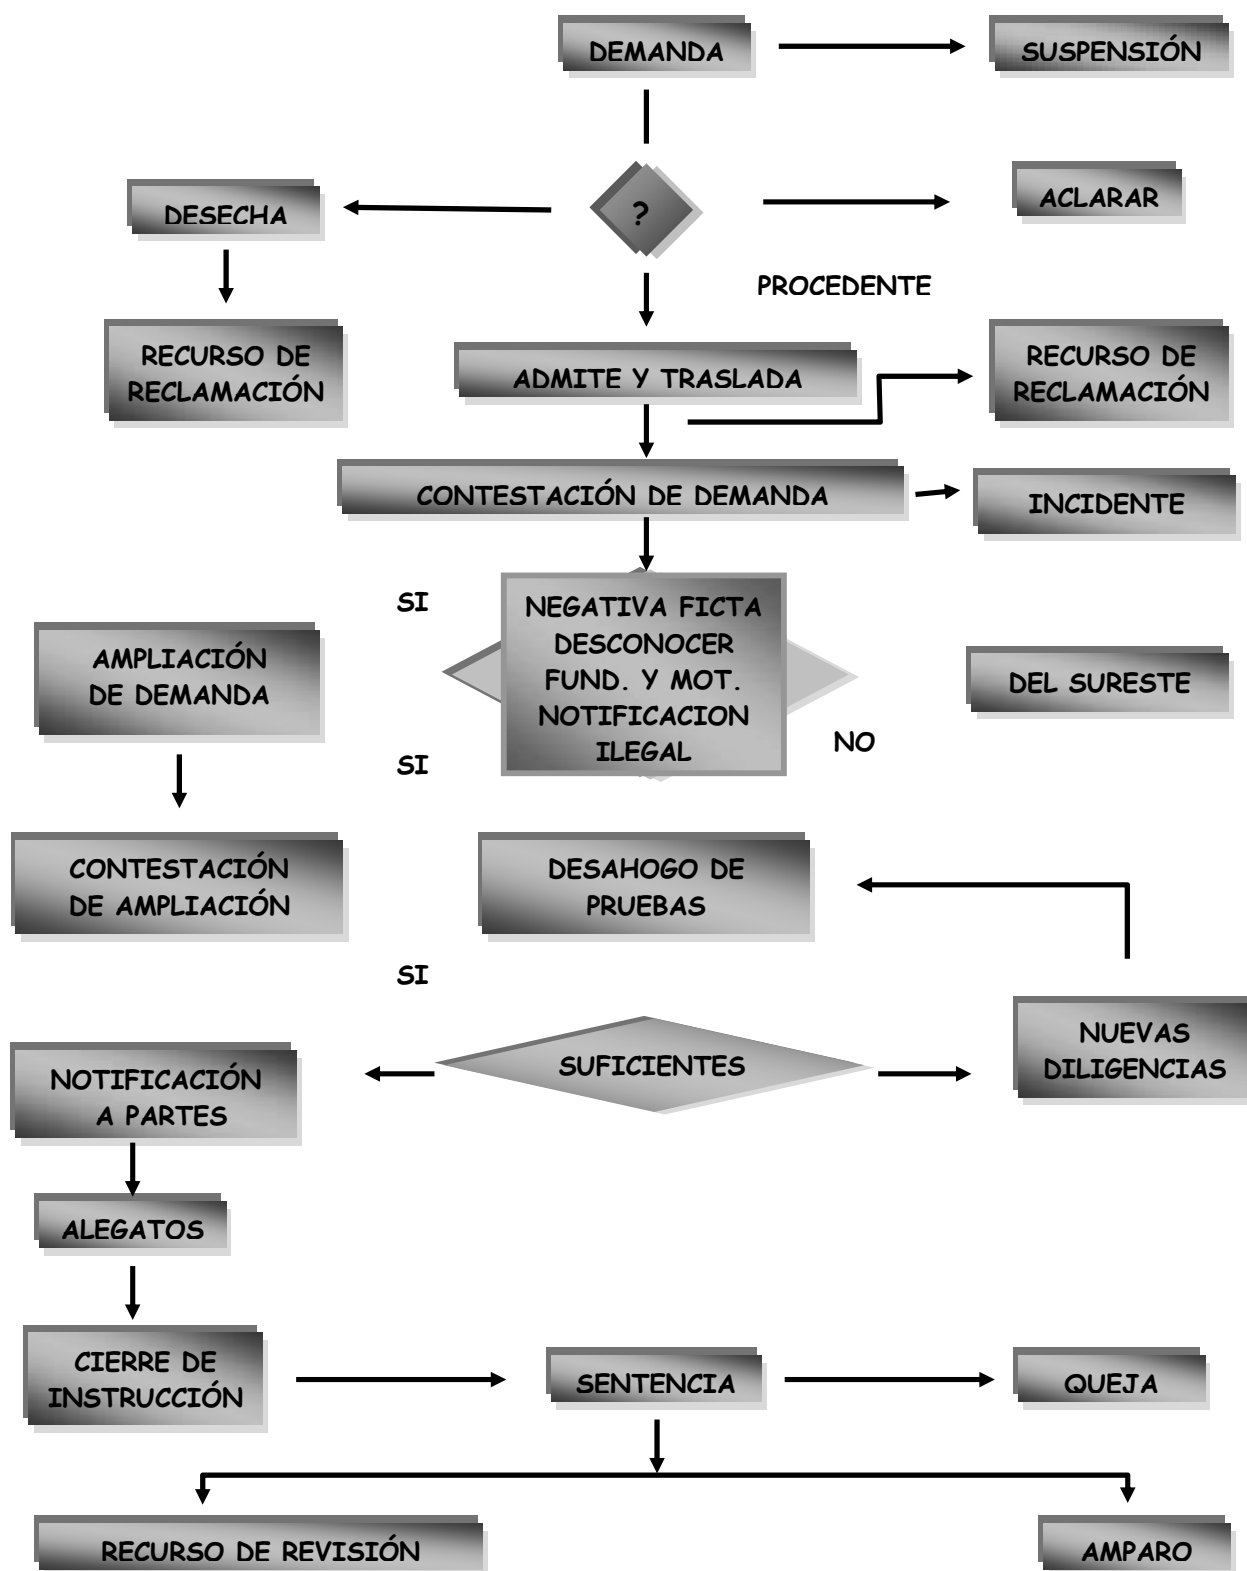 DEMANDA
SUSPENSIÓN
DESECHA
?
ACLARAR
PROCEDENTE
RECURSO DE
RECLAMACIÓN
ADMITE Y TRASLADA
RECURSO DE
RECLAMACIÓN
CONTESTACIÓN DE DEMANDA
INCIDENTE
SI
NEGATIVA FICTA
DESCONOCER
FUND. Y MOT.
NOTIFICACION
ILEGAL
AMPLIACIÓN
DE DEMANDA
DEL SURESTE
NO
SI
CONTESTACIÓN
DE AMPLIACIÓN
DESAHOGO DE
PRUEBAS
SI
NUEVAS
DILIGENCIAS
SUFICIENTES
NOTIFICACIÓN
A PARTES
ALEGATOS
CIERRE DE
INSTRUCCIÓN
SENTENCIA
QUEJA
RECURSO DE REVISIÓN
AMPARO